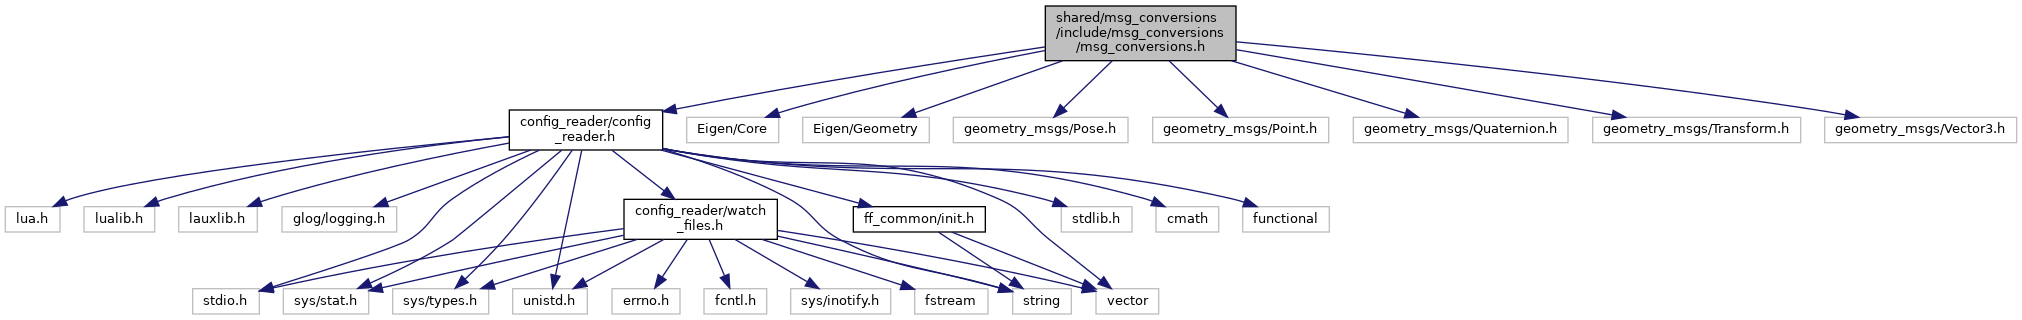 shared/msg_conversions
/include/msg_conversions
/msg_conversions.h
config_reader/config
_reader.h
Eigen/Core
Eigen/Geometry
geometry_msgs/Pose.h
geometry_msgs/Point.h
geometry_msgs/Quaternion.h
geometry_msgs/Transform.h
geometry_msgs/Vector3.h
lua.h
lualib.h
lauxlib.h
glog/logging.h
config_reader/watch
_files.h
ff_common/init.h
stdlib.h
cmath
functional
stdio.h
sys/stat.h
sys/types.h
unistd.h
errno.h
fcntl.h
sys/inotify.h
fstream
string
vector